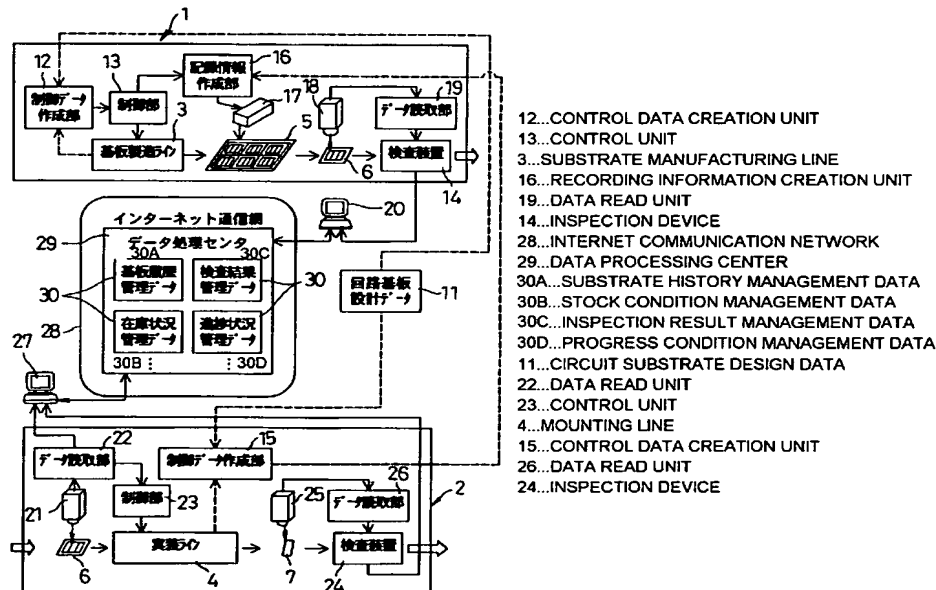 1
12
13
16
記録情報
作成部
17
18
19
制御データ
作成部
制御部
3
データ読取部
5
基板製造ライン
6
検査装置
14
インターネット通信網
20
29
データ処理センタ
30A
30C
基板履歴
管理データ
検査結果
管理データ
30
30
回路基板
設計データ
11
在庫状況
管理データ
進捗状況
管理データ
28
30B
30D
27
22
15
データ読取部
制御データ作成部
26
2
制御部
23
25
データ読取部
21
実装ライン
検査装置
6
4
7
24
12...CONTROL DATA CREATION UNIT
13...CONTROL UNIT
3...SUBSTRATE MANUFACTURING LINE
16...RECORDING INFORMATION CREATION UNIT
19...DATA READ UNIT
14...INSPECTION DEVICE
28...INTERNET COMMUNICATION NETWORK
29...DATA PROCESSING CENTER
30A...SUBSTRATE HISTORY MANAGEMENT DATA
30B...STOCK CONDITION MANAGEMENT DATA
30C...INSPECTION RESULT MANAGEMENT DATA
30D...PROGRESS CONDITION MANAGEMENT DATA
11...CIRCUIT SUBSTRATE DESIGN DATA
22...DATA READ UNIT
23...CONTROL UNIT
4...MOUNTING LINE
15...CONTROL DATA CREATION UNIT
26...DATA READ UNIT
24...INSPECTION DEVICE